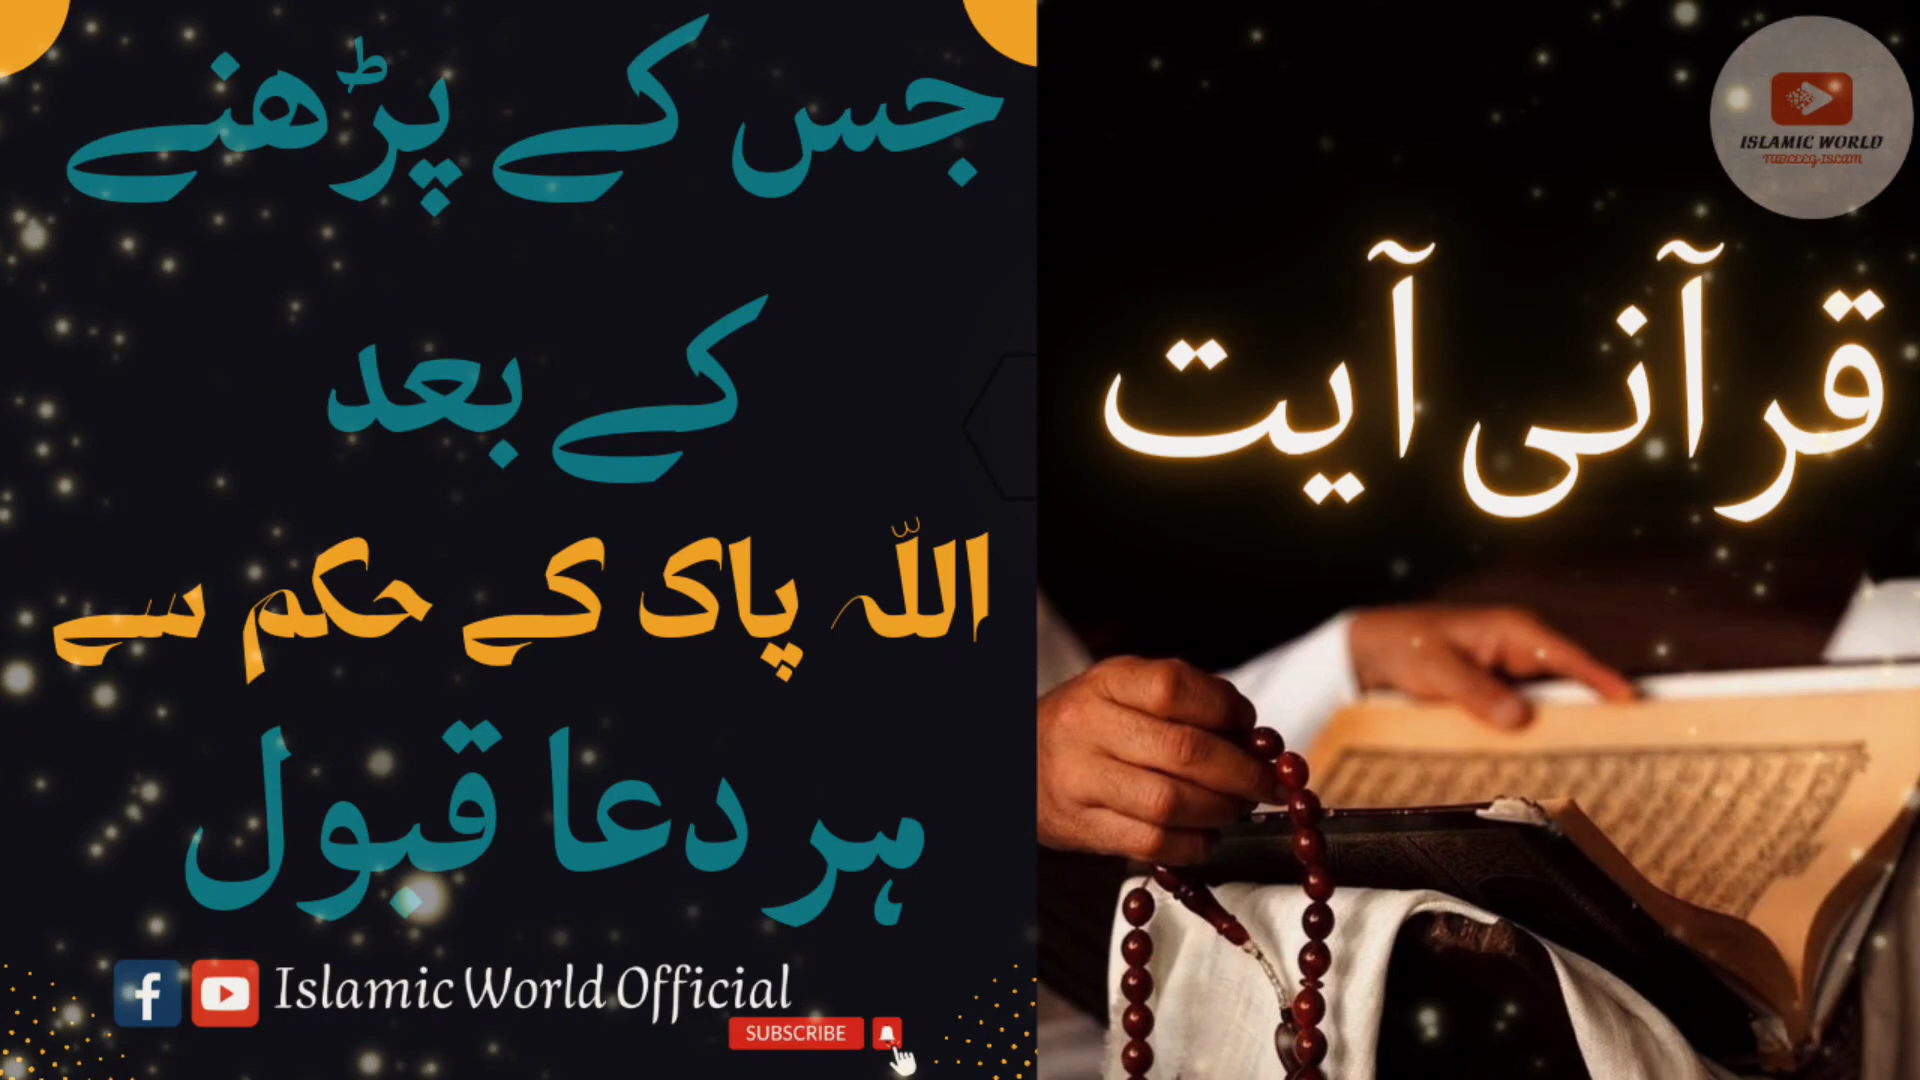 جس کے پڑھنے
کے بعد
اللّٰہ پاک کے حکم سے
ہر دعا قبول
Islamic World Official
SUBSCRIBE
قرآنی آیت
ISLAMIC WORLD